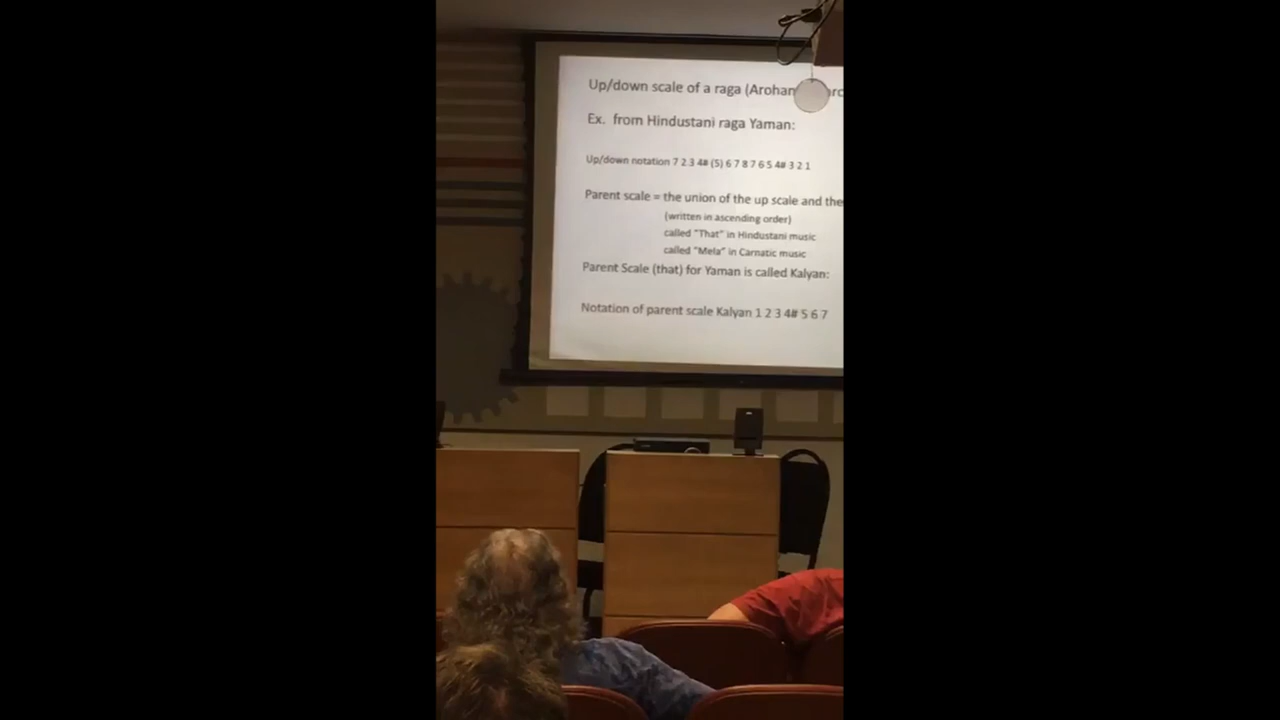 Up/down scale of a raga (Arohan
Ex. from Hindustani raga Yaman:
Up/down notation 7 2 3 4# (5) 6 7 8 7 6 5 4# 3 2 1
Parent scale = the union of the up scale and the
(written in ascending order)
called "That" in Hindustani music
called "Mela" in Carnatic music
Parent Scale (that) for Yaman is called Kalyan:
Notation of parent scale Kalyan 1 2 3 4# 5 6 7